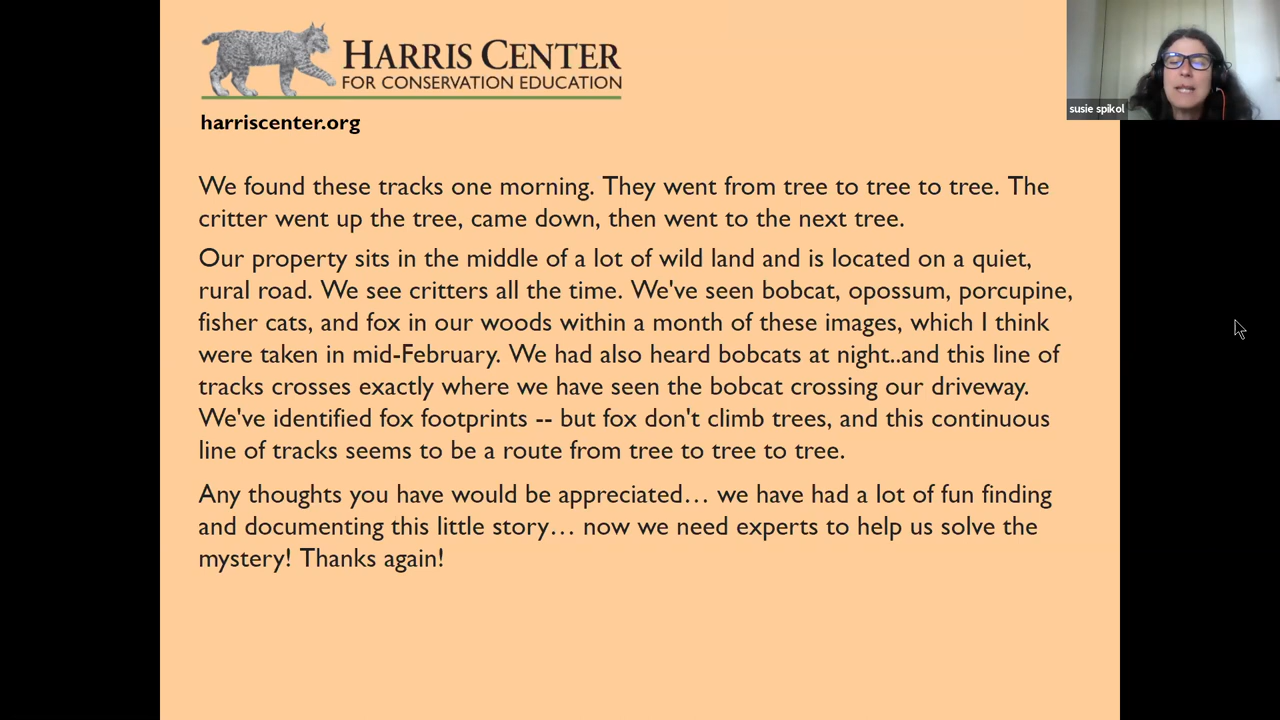 HARRIS CENTER
FOR CONSERVATION EDUCATION
harriscenter.org
susie spikol
We found these tracks one morning. They went from tree to tree to tree. The
critter went up the tree, came down, then went to the next tree.
Our property sits in the middle of a lot of wild land and is located on a quiet,
rural road. We see critters all the time. We've seen bobcat, opossum, porcupine,
fisher cats, and fox in our woods within a month of these images, which I think
were taken in mid-February. We had also heard bobcats at night..and this line of
tracks crosses exactly where we have seen the bobcat crossing our driveway.
We've identified fox footprints -- but fox don't climb trees, and this continuous
line of tracks seems to be a route from tree to tree to tree.
Any thoughts you have would be appreciated… we have had a lot of fun finding
and documenting this little story… now we need experts to help us solve the
mystery! Thanks again!